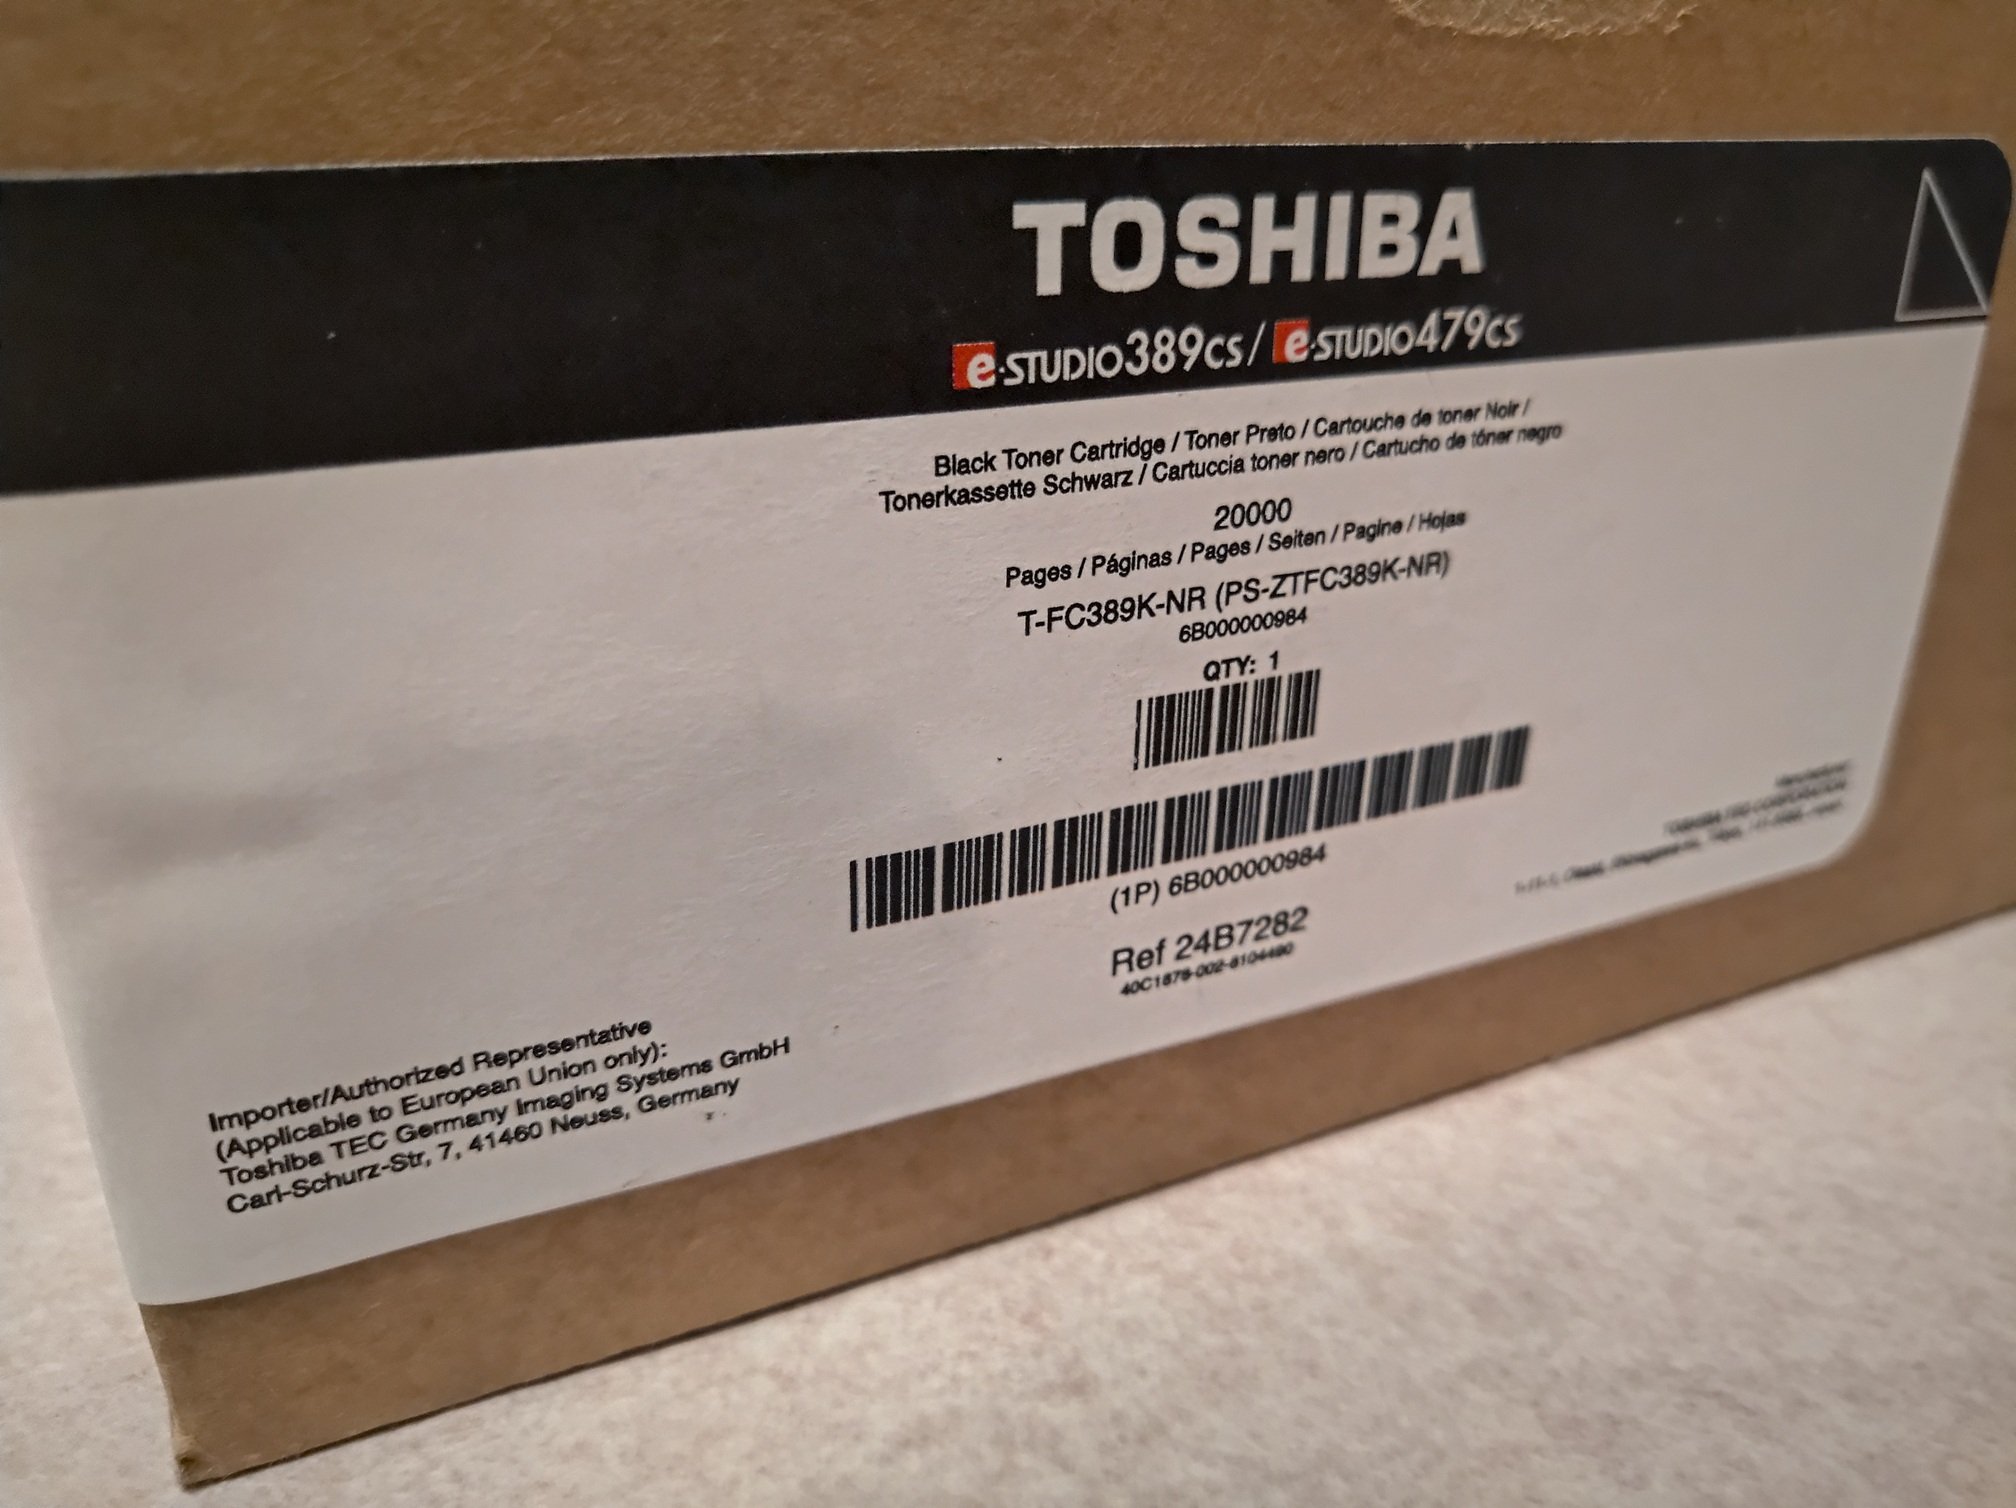 TOSHIBA
e-STUDIO389CS / e-STUDIO479CS
Black Toner Cartridge / Toner Preto / Cartouche de toner Noir /
Tonerkassette Schwarz / Cartuccia toner nero / Cartucho de tóner negro
20000
Pages / Páginas / Pages / Seiten / Pagine / Hojas
T-FC389K-NR (PS-ZTFC389K-NR)
6B000000984
QTY: 1
(1P) 6B000000984
Ref 24B7282
Importer/Authorized Representative
(Applicable to European Union only):
Toshiba TEC Germany Imaging Systems GmbH
Carl-Schurz-Str, 7, 41460 Neuss, Germany
TOSHIBA TEC CORPORATION